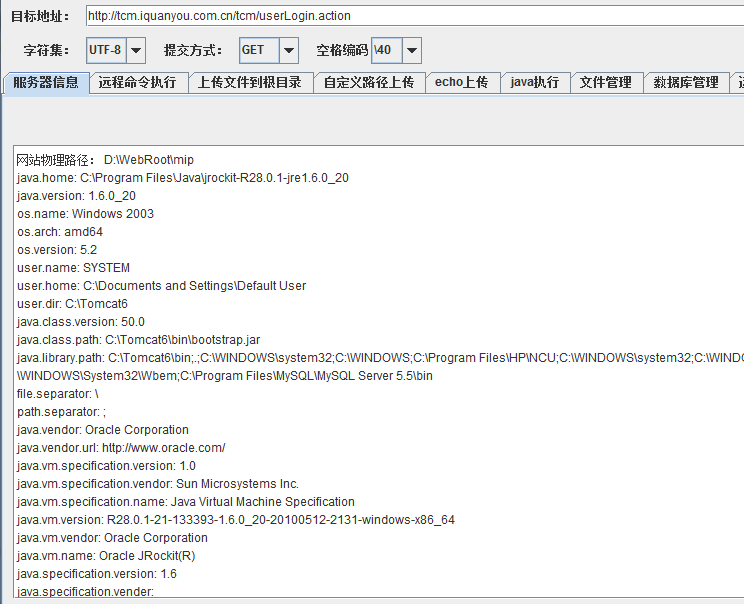 目标地址： http://tcm.iquanyou.com.cn/tcm/userLogin.action
字符集： UTF-8 提交方式： GET 空格编码 \40
服务器信息 远程命令执行 上传文件到根目录 自定义路径上传 echo上传 java执行 文件管理 数据库管理
网站物理路径： D:\WebRoot\mip
java.home: C:\Program Files\Java\jrockit-R28.0.1-jre1.6.0_20
java.version: 1.6.0_20
os.name: Windows 2003
os.arch: amd64
os.version: 5.2
user.name: SYSTEM
user.home: C:\Documents and Settings\Default User
user.dir: C:\Tomcat6
java.class.version: 50.0
java.class.path: C:\Tomcat6\bin\bootstrap.jar
java.library.path: C:\Tomcat6\bin;.;C:\WINDOWS\system32;C:\WINDOWS;C:\Program Files\HP\NCU;C:\WINDOWS\system32;C:\WINDO
\WINDOWS\System32\Wbem;C:\Program Files\MySQL\MySQL Server 5.5\bin
file.separator: \
path.separator: ;
java.vendor: Oracle Corporation
java.vendor.url: http://www.oracle.com/
java.vm.specification.version: 1.0
java.vm.specification.vendor: Sun Microsystems Inc.
java.vm.specification.name: Java Virtual Machine Specification
java.vm.version: R28.0.1-21-133393-1.6.0_20-20100512-2131-windows-x86_64
java.vm.vendor: Oracle Corporation
java.vm.name: Oracle JRockit(R)
java.specification.version: 1.6
java.specification.vender: